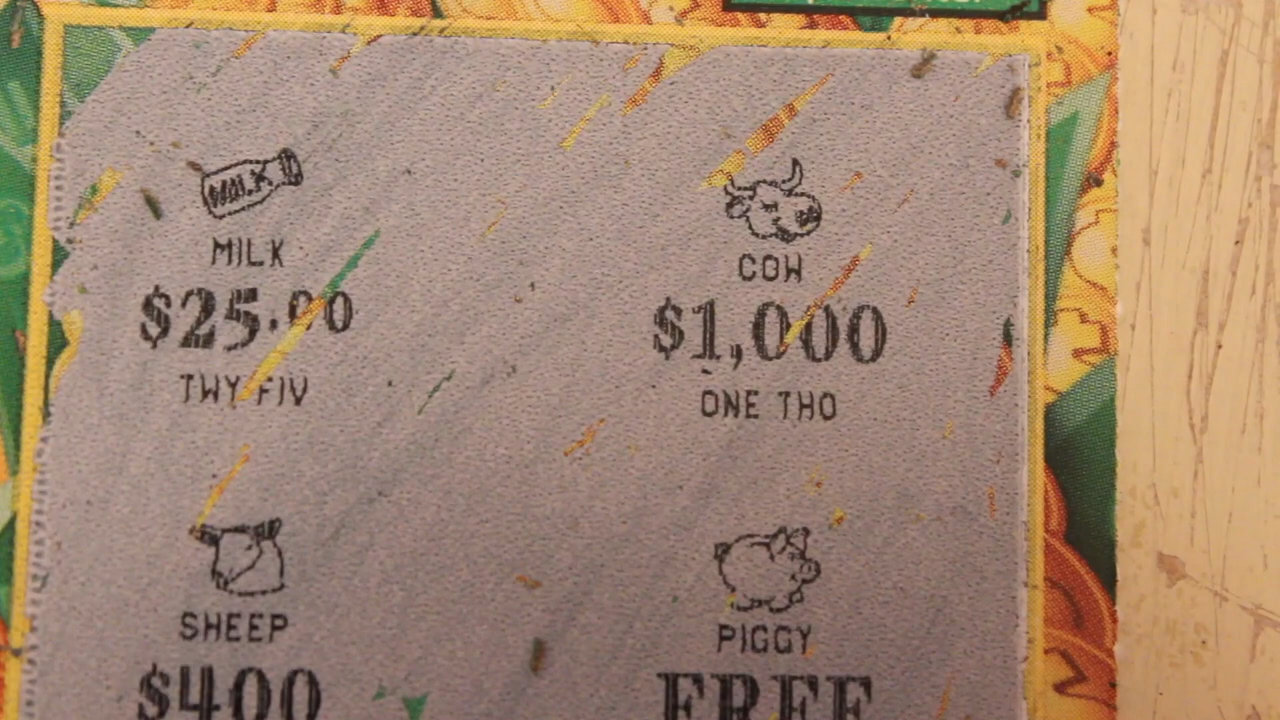 MILK
MILK
$25.00
TWY FIV
COW
$1,000
ONE THO
SHEEP
$400
PIGGY
FREE